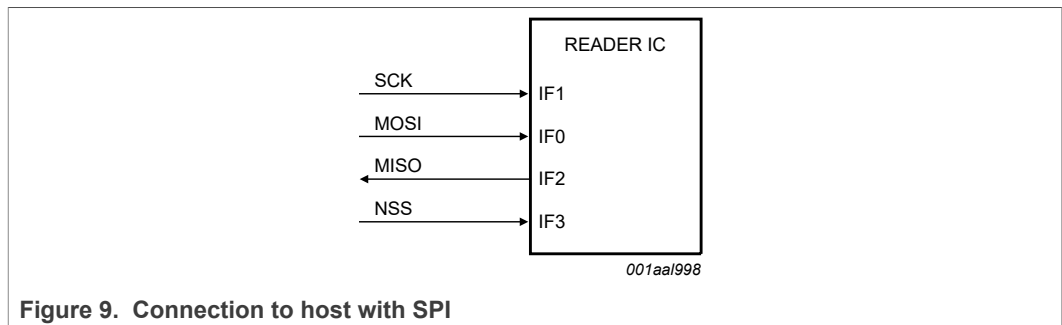 READER IC
SCK
IF1
MOSI
IF0
MISO
IF2
NSS
IF3
001aal998
Figure 9. Connection to host with SPI